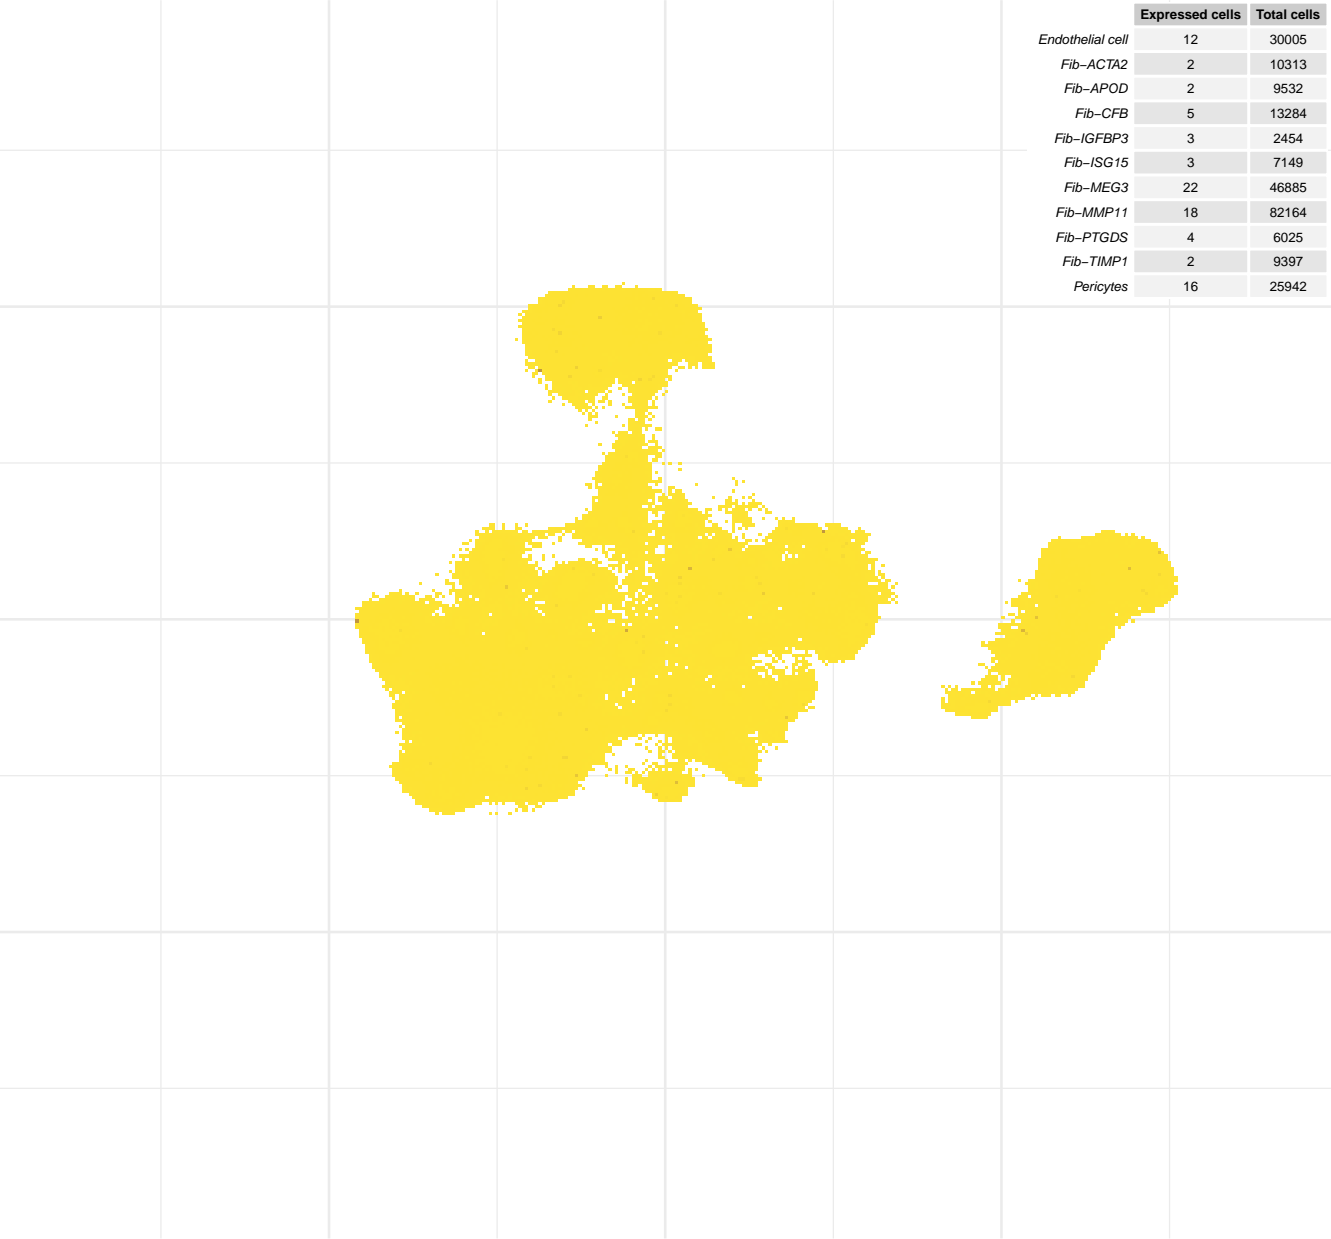 Expressed cells Total cells
Endothelial cell 12 30005
Fib−ACTA2 2 10313
Fib−APOD 2 9532
Fib−CFB 5 13284
Fib−IGFBP3 3 2454
Fib−ISG15 3 7149
Fib−MEG3 22 46885
Fib−MMP11 18 82164
Fib−PTGDS 4 6025
Fib−TIMP1 2 9397
Pericytes 16 25942